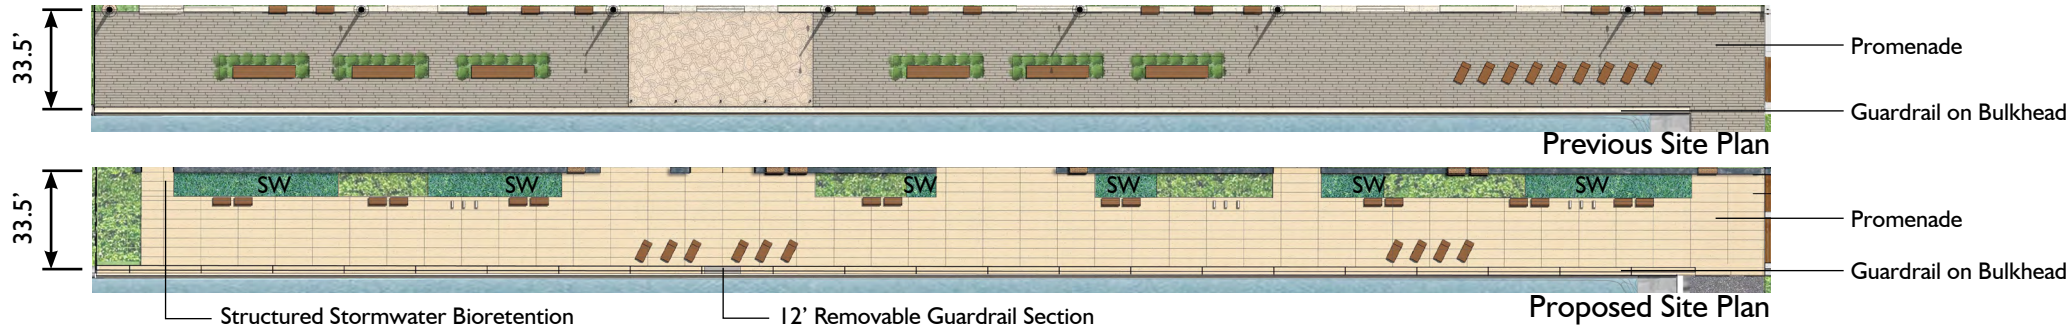 33.5'
Promenade
Guardrail on Bulkhead
Previous Site Plan
SW SW SW SW SW SW
33.5'
Promenade
Guardrail on Bulkhead
Proposed Site Plan
Structured Stormwater Bioretention
12' Removable Guardrail Section